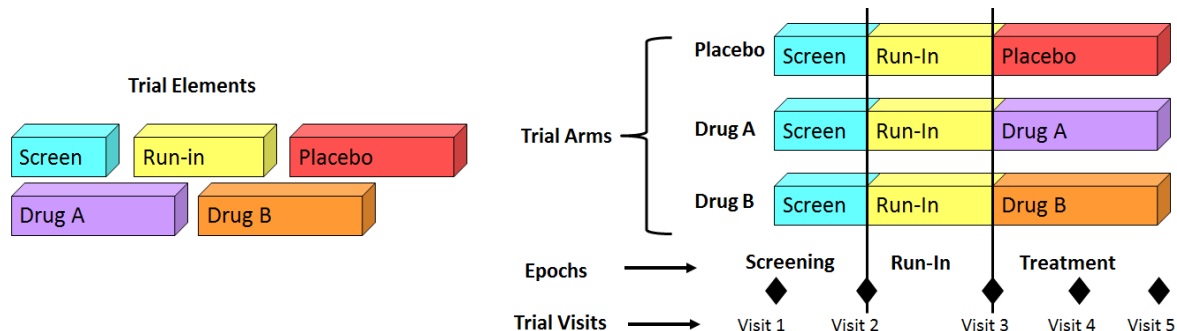 Trial Elements
Screen
Run-in
Placebo
Drug A
Drug B
Trial Arms
Placebo
Screen
Run-In
Placebo
Drug A
Screen
Run-In
Drug A
Drug B
Screen
Run-In
Drug B
Epochs
Screening
Run-In
Treatment
Trial Visits
Visit 1
Visit 2
Visit 3
Visit 4
Visit 5